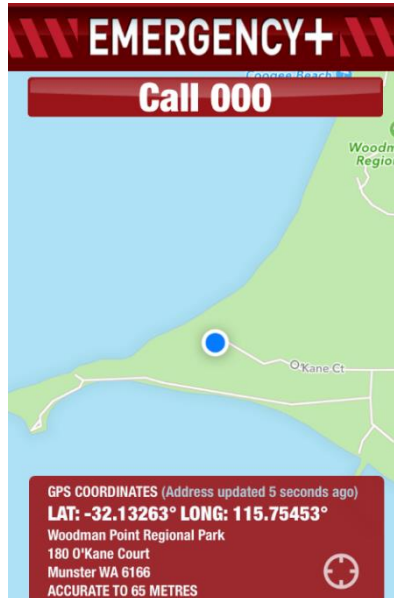 EMERGENCY+
Coogee Beach
Call 000
Woodm
Regio
O'Kane Ct
GPS COORDINATES (Address updated 5 seconds ago)
LAT: -32.13263° LONG: 115.75453°
Woodman Point Regional Park
180 O'Kane Court
Munster WA 6166
ACCURATE TO 65 METRES